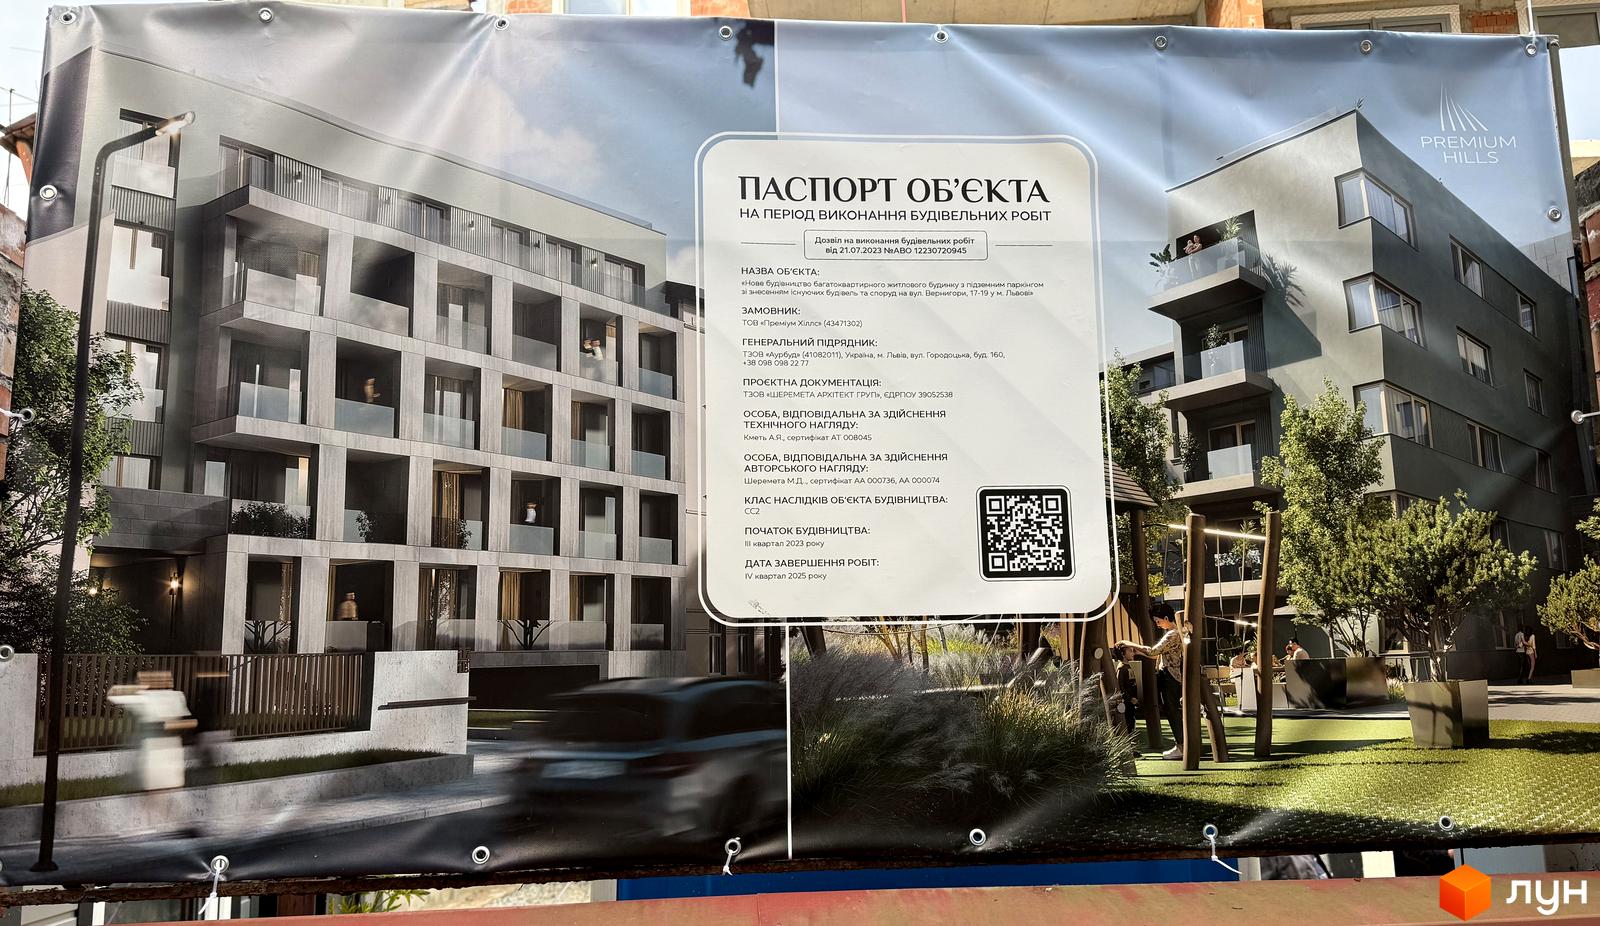 PREMIUM
HILLS
ПАСПОРТ ОБ'ЄКТА
НА ПЕРІОД ВИКОНАННЯ БУДІВЕЛЬНИХ РОБІТ
Дозвіл на виконання будівельних робіт
від 21.07.2023 №АВО 12230720945
НАЗВА ОБ'ЄКТА:
«Нове будівництво багатоквартирного житлового будинку з підземним паркінгом
зі знесенням існуючих будівель та споруд на вул. Вернигори, 17-19 у м. Львові»
ЗАМОВНИК:
ТОВ «Преміум Хіллс» (43471302)
ГЕНЕРАЛЬНИЙ ПІДРЯДНИК:
ТЗОВ «Аурбуд» (41082011), Україна, м. Львів, вул. Городоцька, буд. 160,
+38 098 098 22 77
ПРОЄКТНА ДОКУМЕНТАЦІЯ:
ТЗОВ «ШЕРЕМЕТА АРХІТЕКТ ГРУП», ЄДРПОУ 39052538
ОСОБА, ВІДПОВІДАЛЬНА ЗА ЗДІЙСНЕННЯ
ТЕХНІЧНОГО НАГЛЯДУ:
Кметь А.Я., сертифікат АТ 008045
ОСОБА, ВІДПОВІДАЛЬНА ЗА ЗДІЙСНЕННЯ
АВТОРСЬКОГО НАГЛЯДУ:
Шеремета М.Д.., сертифікат АА 000736, АА 000074
КЛАС НАСЛІДКІВ ОБ'ЄКТА БУДІВНИЦТВА:
СС2
ПОЧАТОК БУДІВНИЦТВА:
III квартал 2023 року
ДАТА ЗАВЕРШЕННЯ РОБІТ:
IV квартал 2025 року
лун